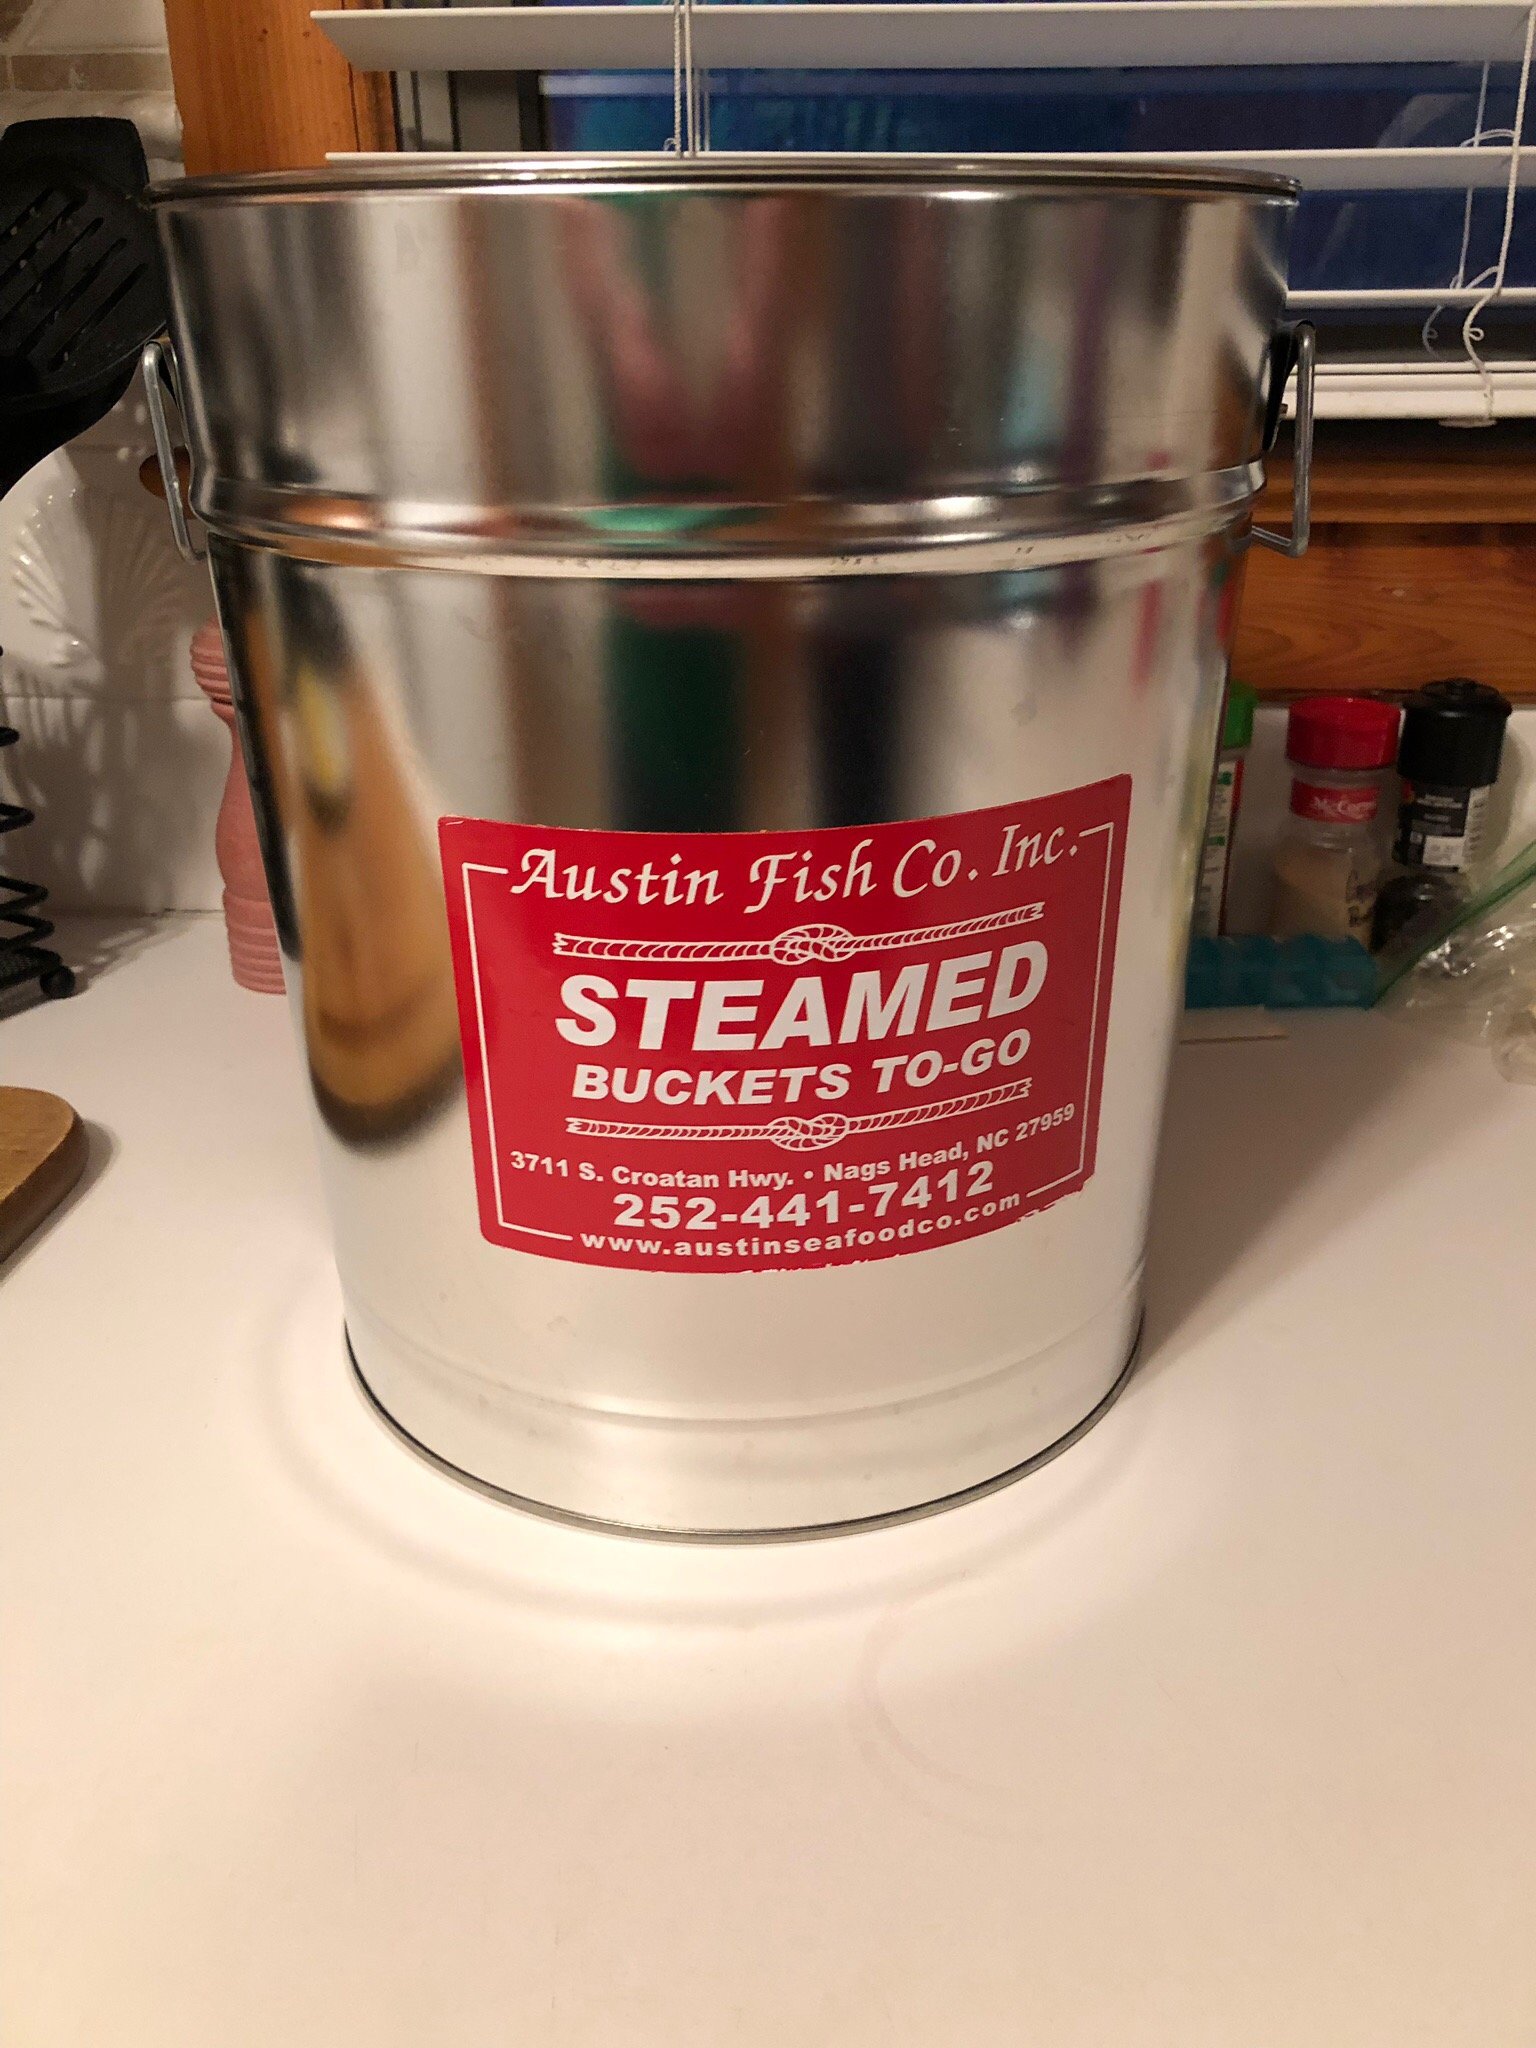 Austin Fish Co. Inc.
STEAMED
BUCKETS TO-GO
3711 S. Croatan Hwy. • Nags Head, NC 27959
252-441-7412
www.austinseafoodco.com